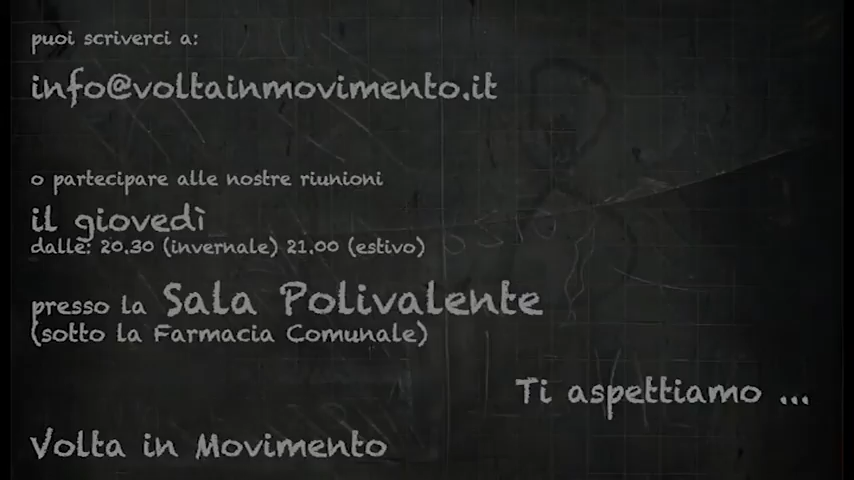 puoi scriverci a:
info@voltainmovimento.it
o partecipare alle nostre riunioni
il giovedì
dalle: 20.30 (invernale) 21.00 (estivo)
presso la Sala Polivalente
(sotto la Farmacia Comunale)
Ti aspettiamo ...
Volta in Movimento